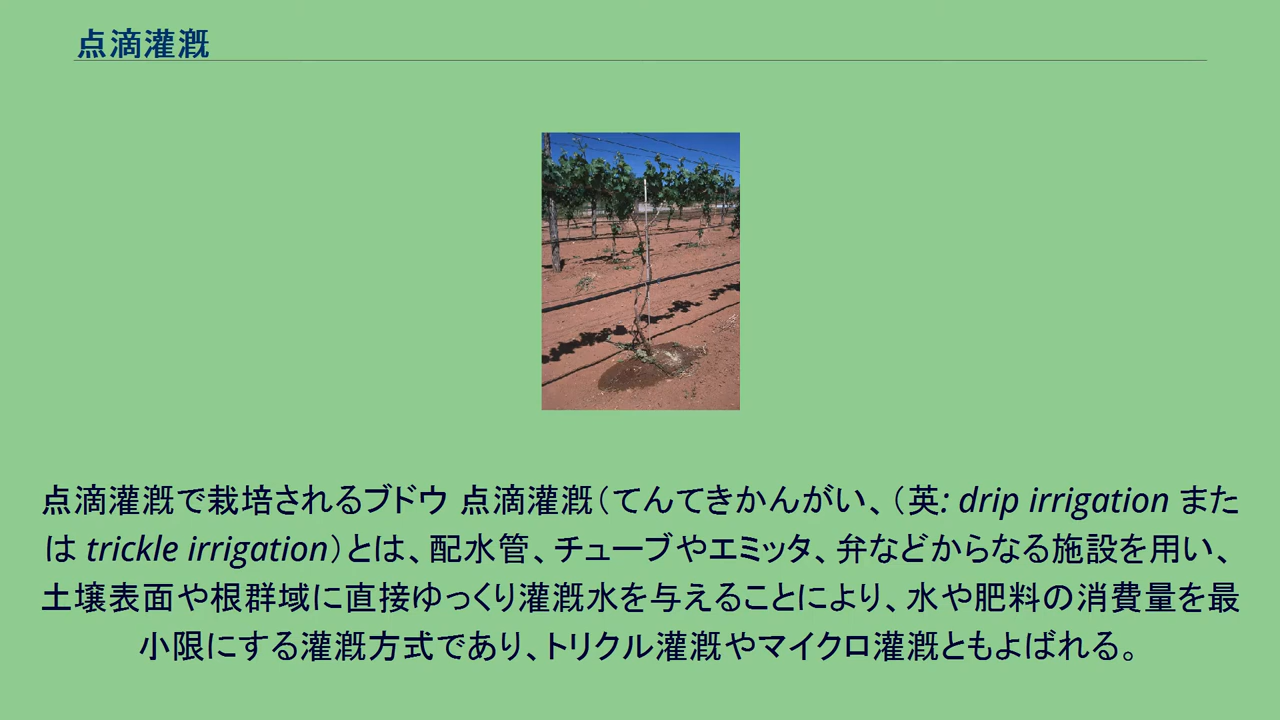 点滴灌漑
点滴灌漑で栽培されるブドウ 点滴灌漑（てんてきかんがい、（英: drip irrigation また
は trickle irrigation）とは、配水管、チューブやエミッタ、弁などからなる施設を用い、
土壌表面や根群域に直接ゆっくり灌漑水を与えることにより、水や肥料の消費量を最
小限にする灌漑方式であり、トリクル灌漑やマイクロ灌漑ともよばれる。